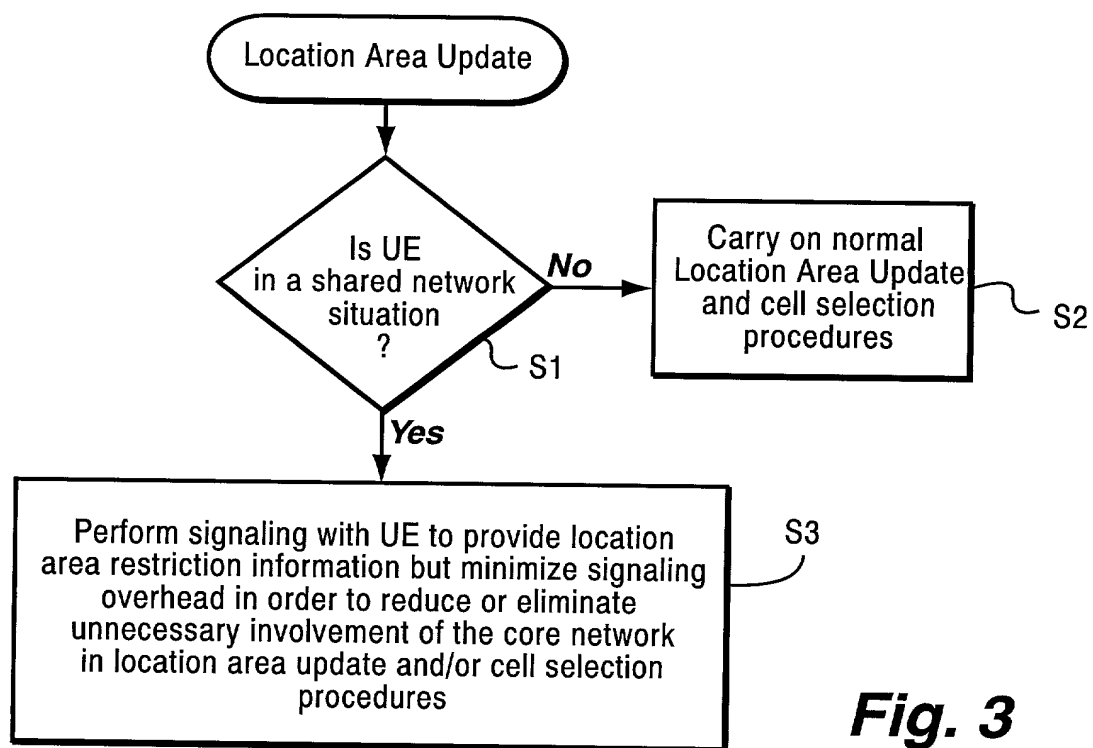 Location Area Update
Is UE
in a shared network
situation
?
No
S1
Yes
Carry on normal
Location Area Update
and cell selection
procedures
S2
Perform signaling with UE to provide location
area restriction information but minimize signaling
overhead in order to reduce or eliminate
unnecessary involvement of the core network
in location area update and/or cell selection
procedures
S3
Fig. 3